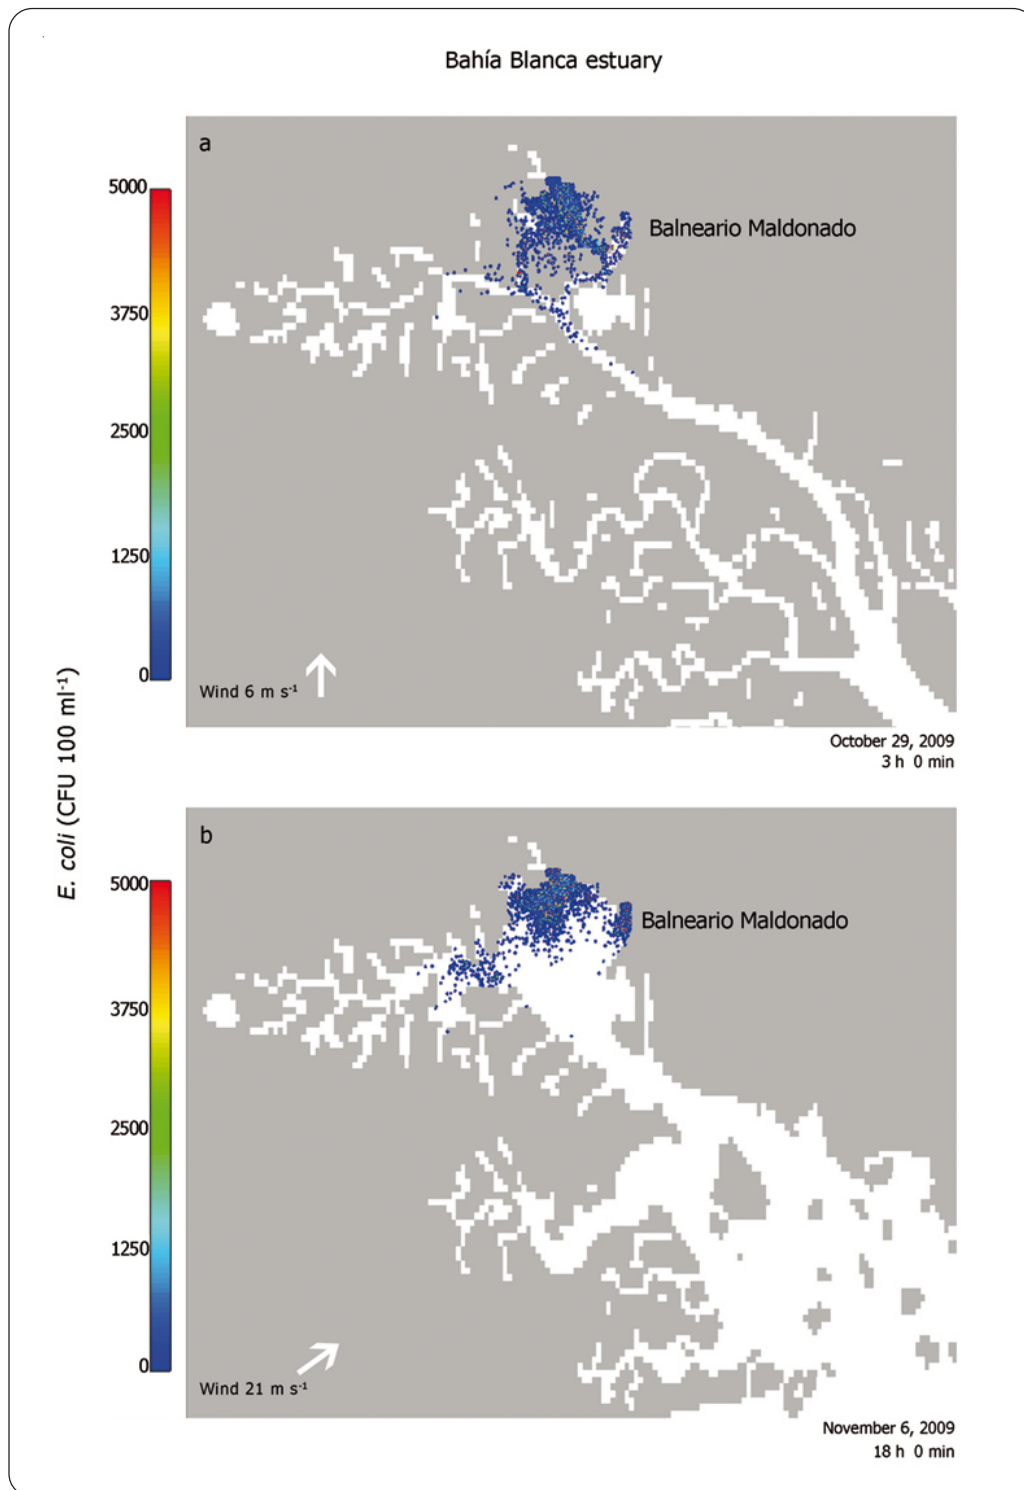 Bahía Blanca estuary
a
5000
Balneario Maldonado
3750
2500
1250
0
Wind 6 m s⁻¹
October 29, 2009
3 h 0 min
E. coli (CFU 100 ml⁻¹)
b
5000
Balneario Maldonado
3750
2500
1250
0
Wind 21 m s⁻¹
November 6, 2009
18 h 0 min